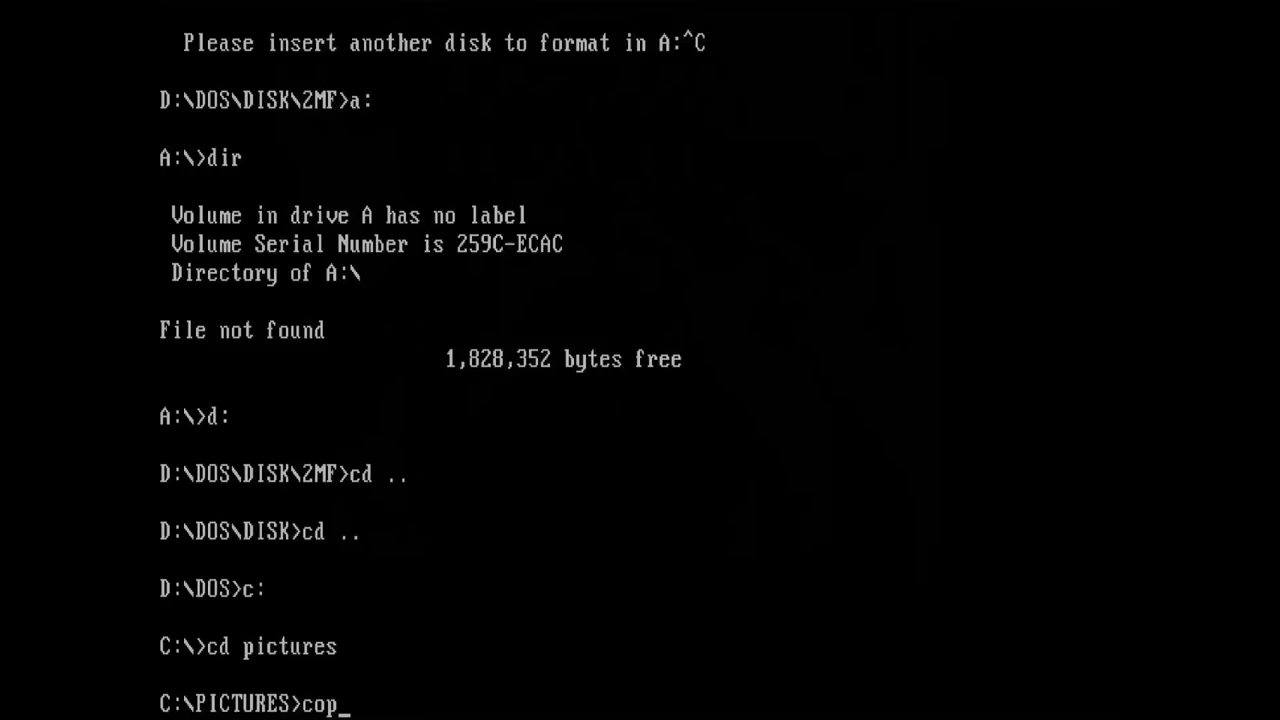 Please insert another disk to format in A:^C
D:\DOS\DISK\2MF>a:
A:\>dir
Volume in drive A has no label
Volume Serial Number is 259C-ECAC
Directory of A:\
File not found
1,828,352 bytes free
A:\>d:
D:\DOS\DISK\2MF>cd ..
D:\DOS\DISK>cd ..
D:\DOS>c:
C:\>cd pictures
C:\PICTURES>cop_